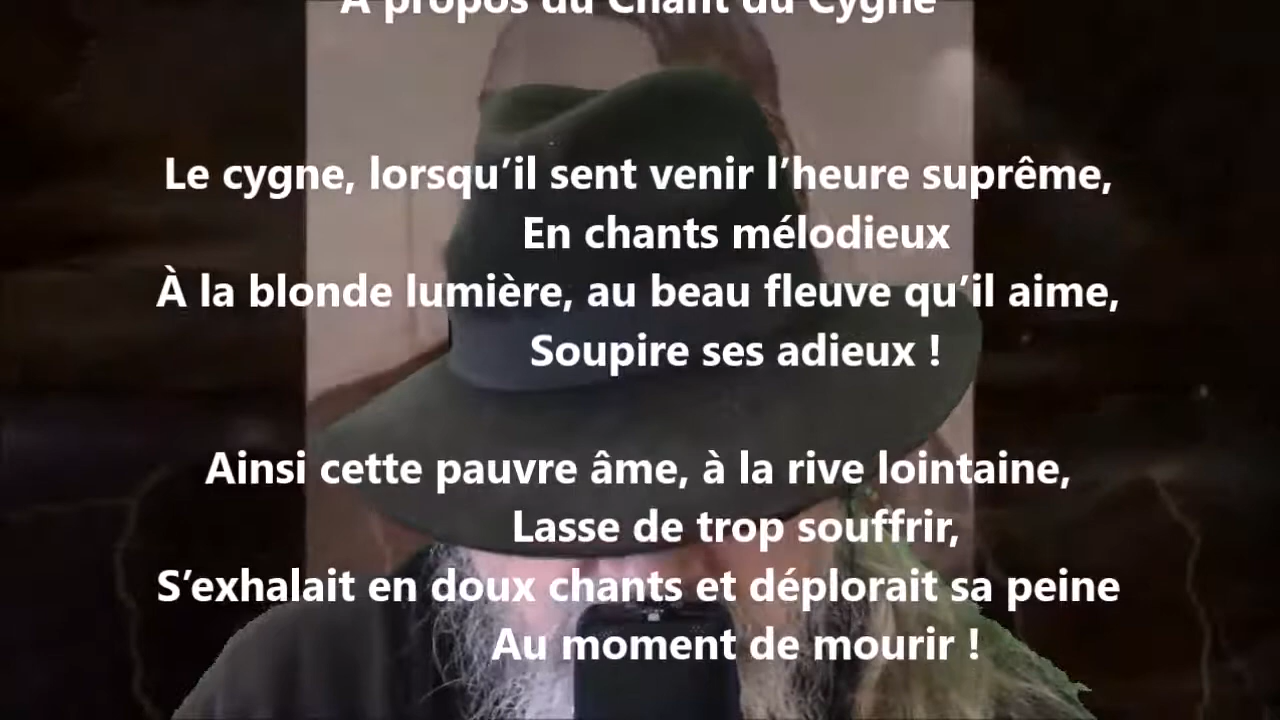 A propos du Chant du Cygne
Le cygne, lorsqu’il sent venir l’heure suprême,
En chants mélodieux
À la blonde lumière, au beau fleuve qu’il aime,
Soupire ses adieux !
Ainsi cette pauvre âme, à la rive lointaine,
Lasse de trop souffrir,
S’exhalait en doux chants et déplorait sa peine
Au moment de mourir !